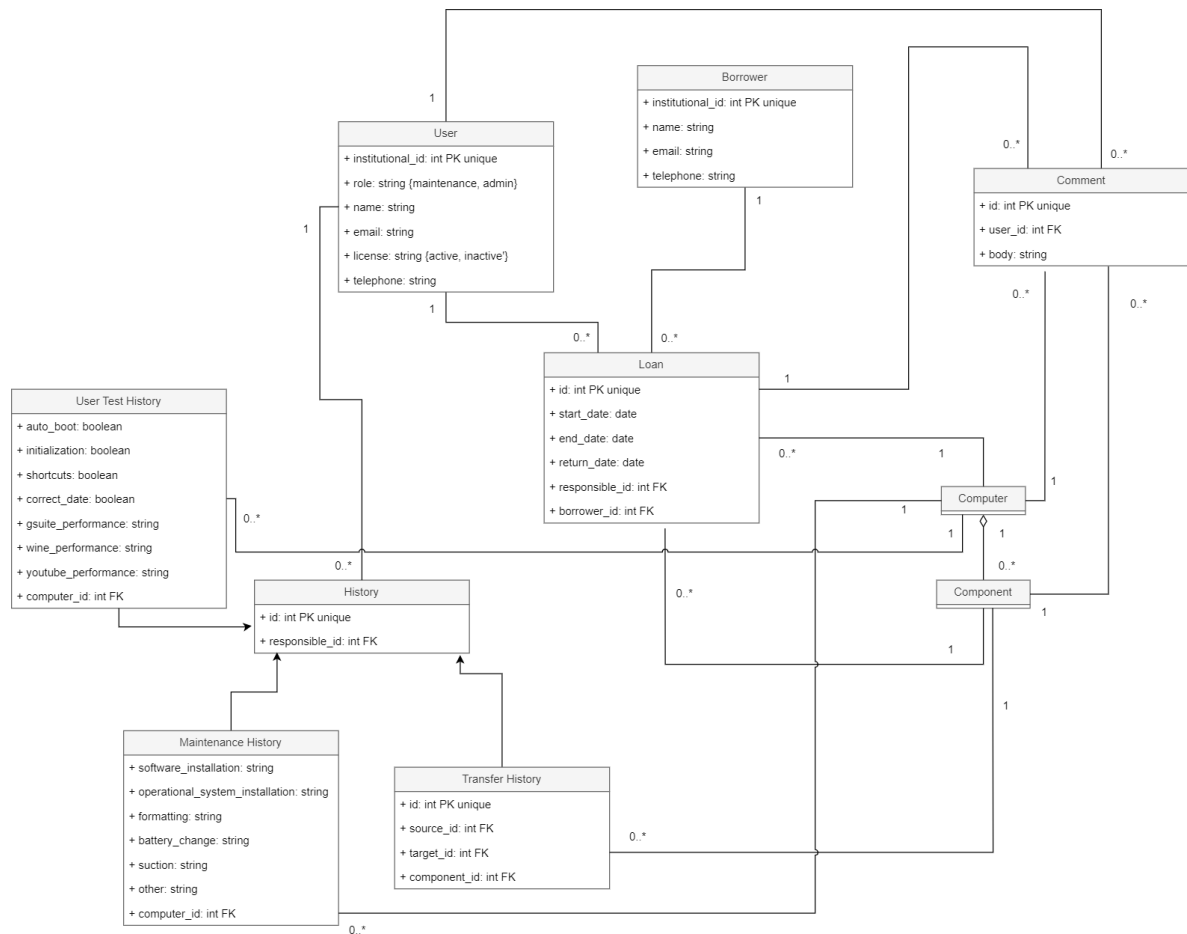 1
0..*
0..*
Borrower
+ institutional_id: int PK unique
+ name: string
+ email: string
+ telephone: string
1
User
+ institutional_id: int PK unique
+ role: string {maintenance, admin}
+ name: string
+ email: string
+ license: string {active, inactive'}
+ telephone: string
1
1
Comment
+ id: int PK unique
+ user_id: int FK
+ body: string
0..*
0..*
0..*
0..*
Loan
+ id: int PK unique
+ start_date: date
+ end_date: date
+ return_date: date
+ responsible_id: int FK
+ borrower_id: int FK
1
0..*
1
0..*
User Test History
+ auto_boot: boolean
+ initialization: boolean
+ shortcuts: boolean
+ correct_date: boolean
+ gsuite_performance: string
+ wine_performance: string
+ youtube_performance: string
+ computer_id: int FK
0..*
Computer
1
1
1
1
0..*
Component
1
1
1
0..*
History
+ id: int PK unique
+ responsible_id: int FK
Maintenance History
+ software_installation: string
+ operational_system_installation: string
+ formatting: string
+ battery_change: string
+ suction: string
+ other: string
+ computer_id: int FK
0..*
Transfer History
+ id: int PK unique
+ source_id: int FK
+ target_id: int FK
+ component_id: int FK
0..*